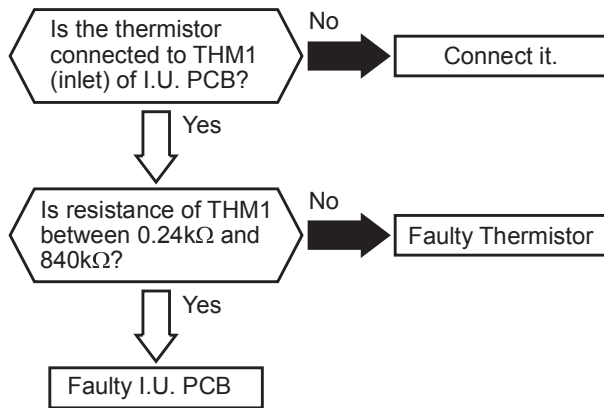 Is the thermistor
connected to THM1
(inlet) of I.U. PCB?
No
Connect it.
Yes
Is resistance of THM1
between 0.24kΩ and
840kΩ?
No
Faulty Thermistor
Yes
Faulty I.U. PCB